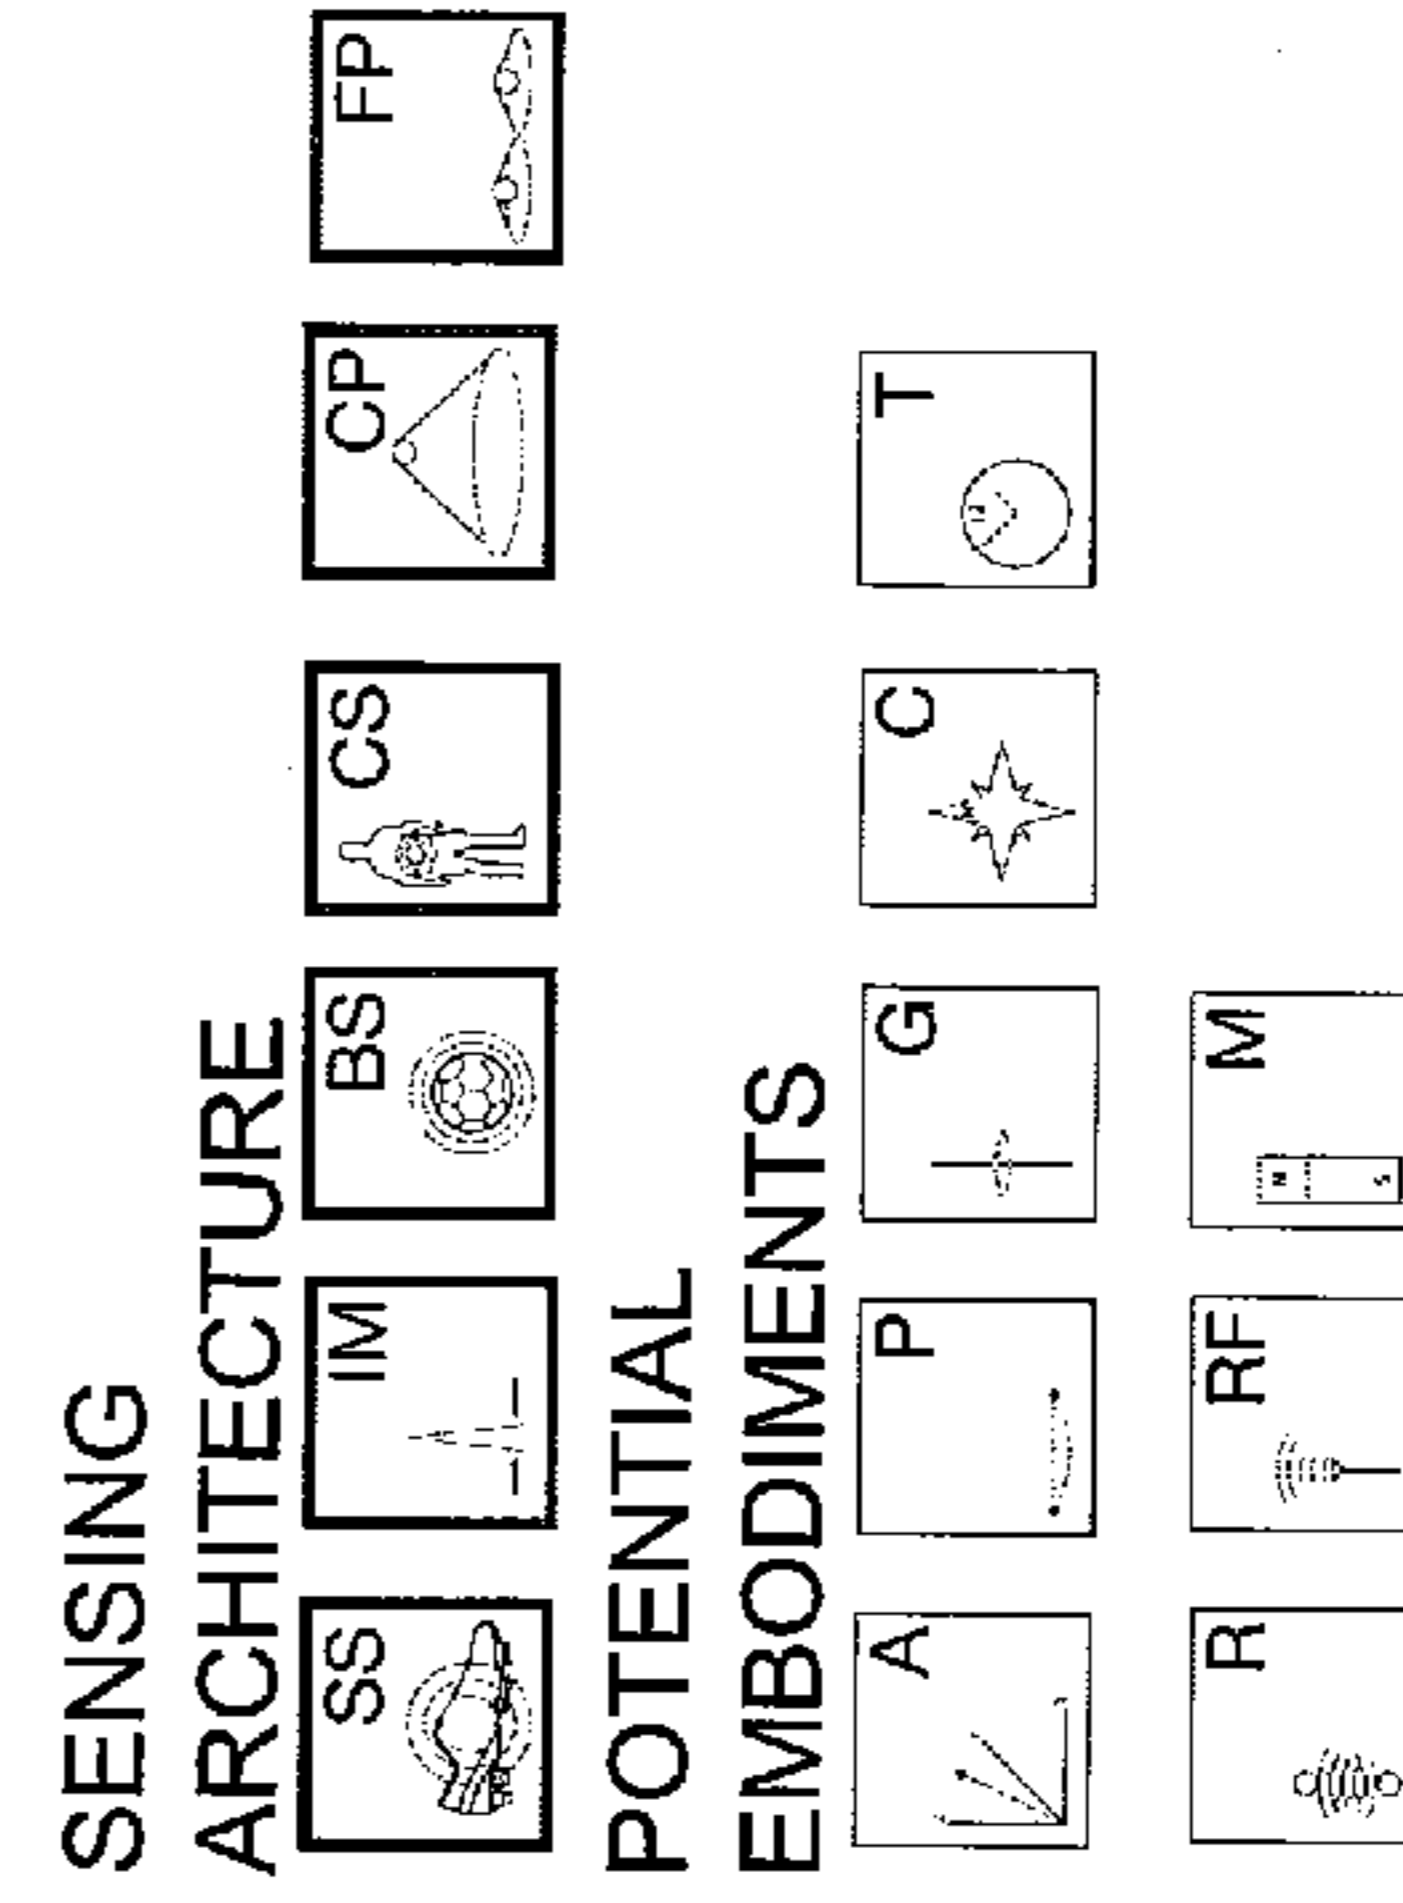 SENSING
ARCHITECTURE
SS IM BS CS CP FP
POTENTIAL
EMBODIMENTS
A P G C T
N
R RF M
N
S